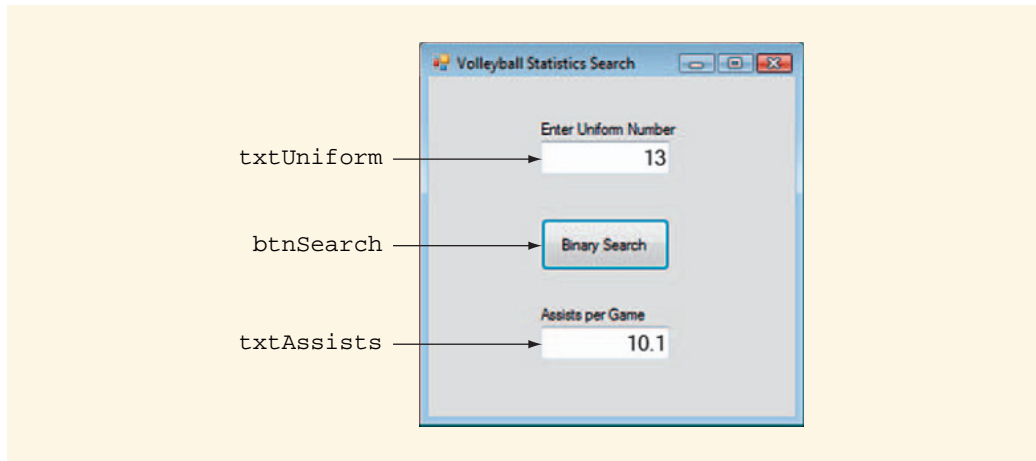 Volleyball Statistics Search
Enter Uniform Number
txtUniform
13
btnSearch
Binary Search
Assists per Game
txtAssists
10.1